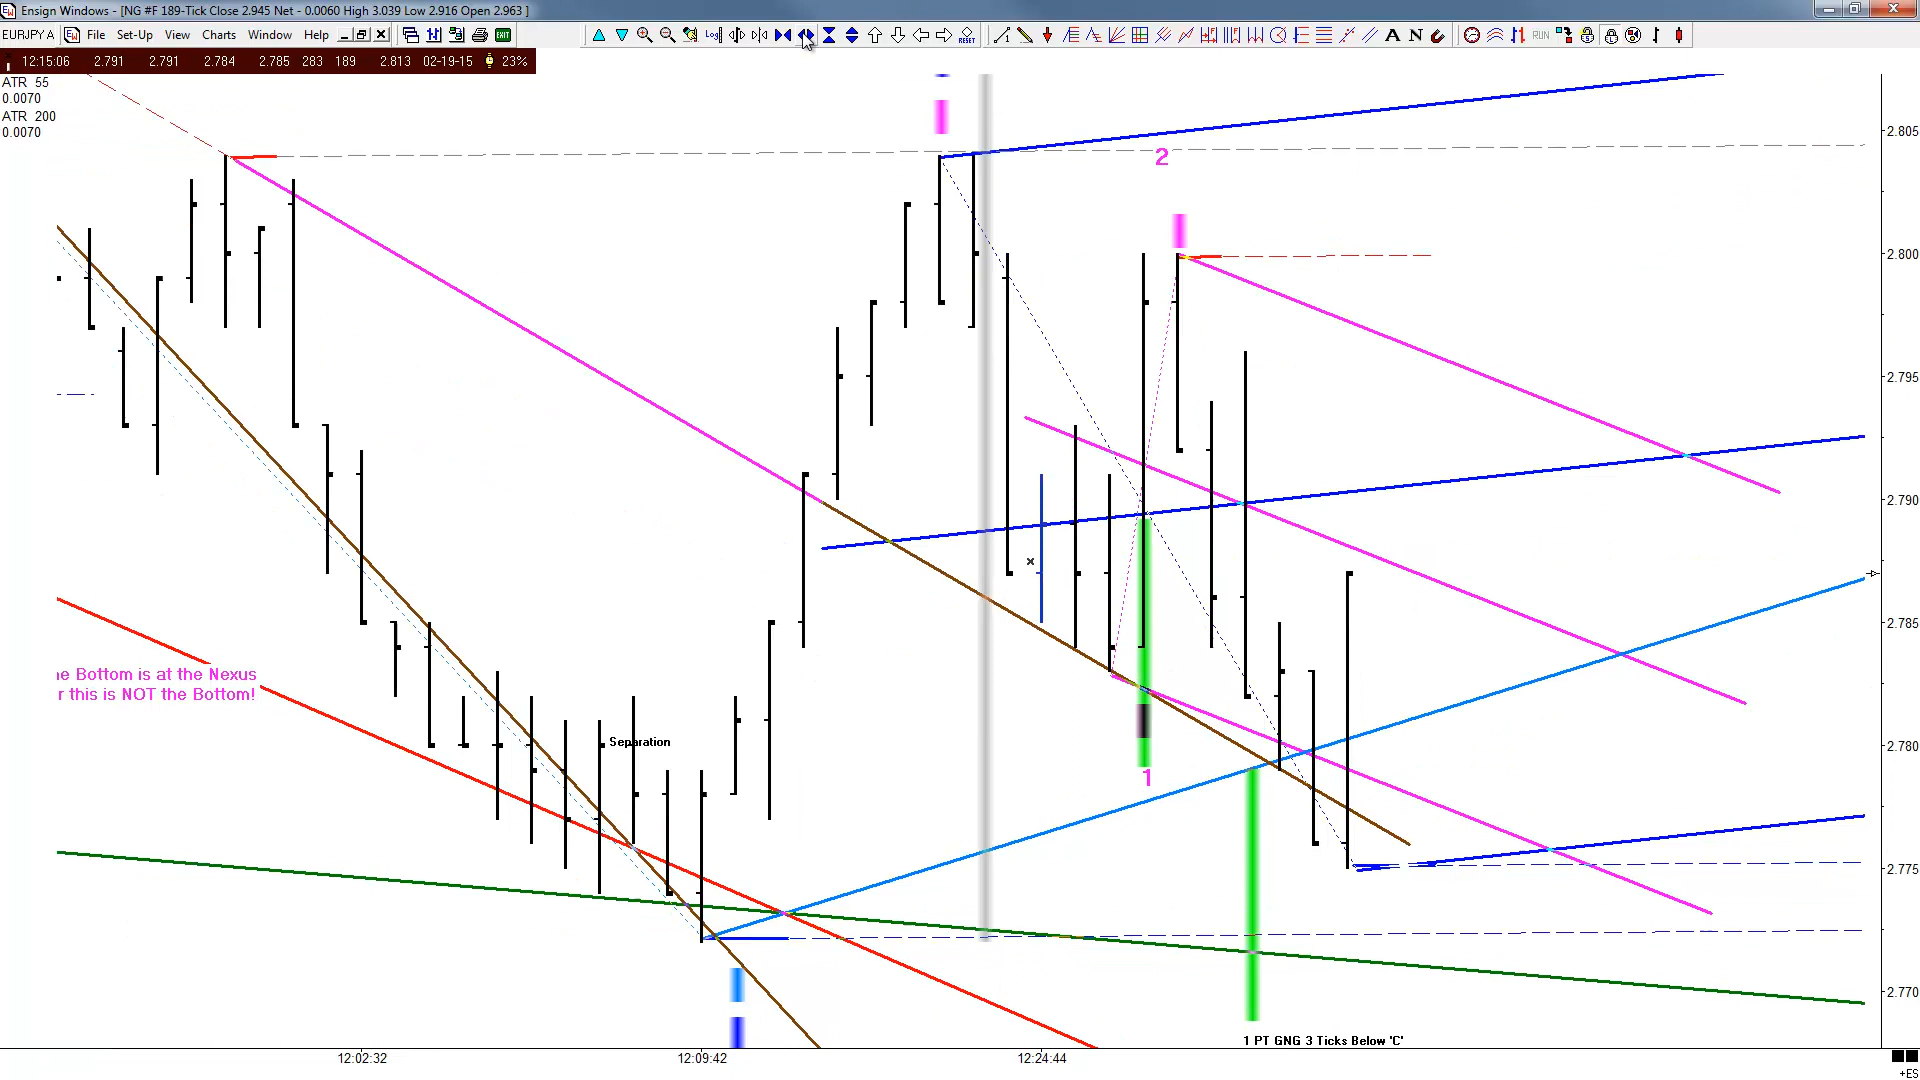 Ensign Windows - [NG #F 189-Tick Close 2.945 Net - 0.0060 High 3.039 Low 2.916 Open 2.963 ]
EURJPY A File Set-Up View Charts Window Help
12:15:06 2.791 2.791 2.784 2.785 283 189 2.813 02-19-15 23%
ATR 55
0.0070
ATR 200
0.0070
2.805
2
2.800
2.795
2.790
2.785
e Bottom is at the Nexus
r this is NOT the Bottom!
Separation
2.780
1
2.775
2.770
1 PT GNG 3 Ticks Below 'C'
12:02:32 12:09:42 12:24:44
+ES